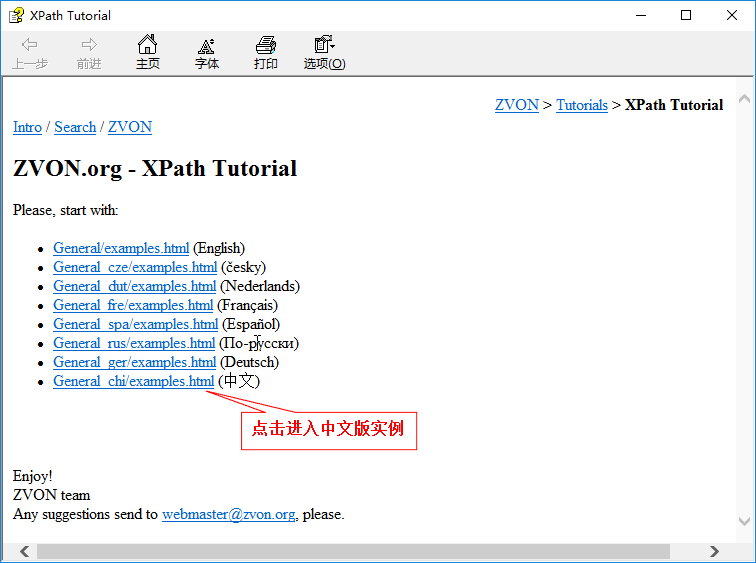 XPath Tutorial
上一步 前进 主页 字体 打印 选项(O)
ZVON > Tutorials > XPath Tutorial
Intro / Search / ZVON
ZVON.org - XPath Tutorial
Please, start with:
General/examples.html (English)
General_cze/examples.html (česky)
General_dut/examples.html (Nederlands)
General_fre/examples.html (Français)
General_spa/examples.html (Español)
General_rus/examples.html (По-русски)
General_ger/examples.html (Deutsch)
General_chi/examples.html (中文)
点击进入中文版实例
Enjoy!
ZVON team
Any suggestions send to webmaster@zvon.org, please.